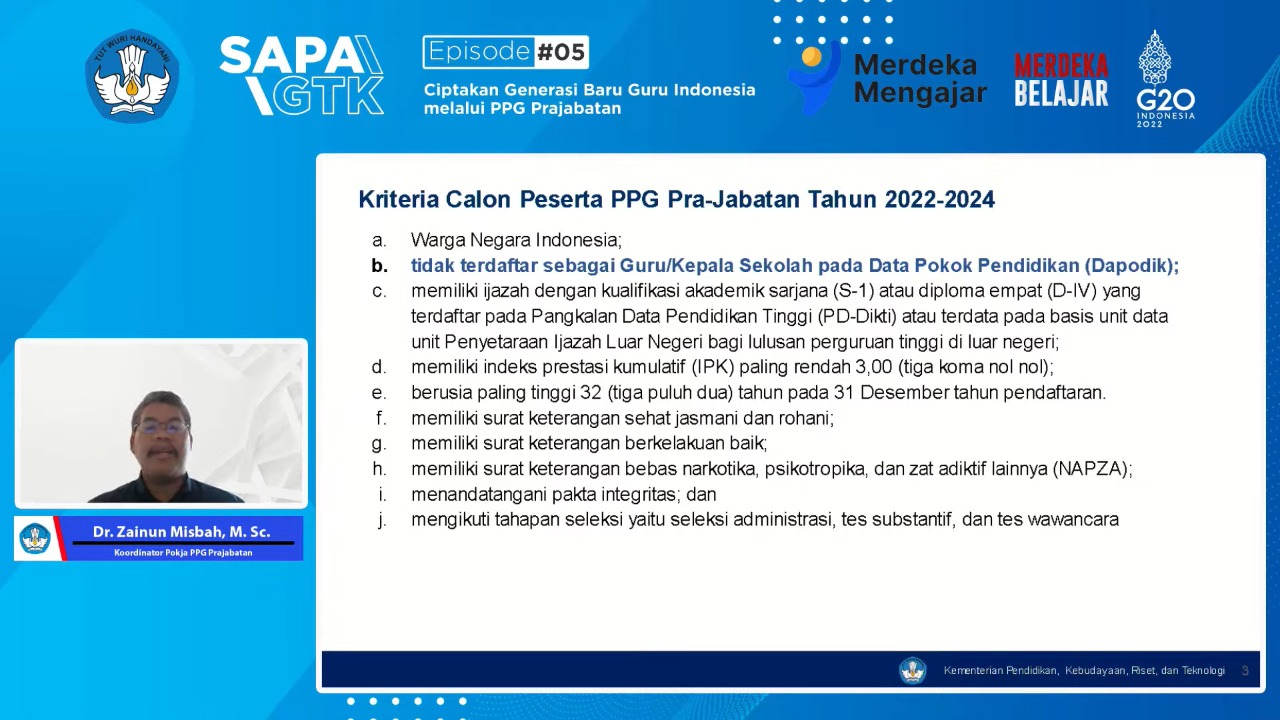 TUT WURI HANDAYANI
SAPA
GTK
Episode #05
Ciptakan Generasi Baru Guru Indonesia
melalui PPG Prajabatan
Merdeka
Mengajar
MERDEKA
BELAJAR
G20
INDONESIA
2022
Kriteria Calon Peserta PPG Pra-Jabatan Tahun 2022-2024
a. Warga Negara Indonesia;
b. tidak terdaftar sebagai Guru/Kepala Sekolah pada Data Pokok Pendidikan (Dapodik);
c. memiliki ijazah dengan kualifikasi akademik sarjana (S-1) atau diploma empat (D-IV) yang
terdaftar pada Pangkalan Data Pendidikan Tinggi (PD-Dikti) atau terdata pada basis unit data
unit Penyetaraan Ijazah Luar Negeri bagi lulusan perguruan tinggi di luar negeri;
d. memiliki indeks prestasi kumulatif (IPK) paling rendah 3,00 (tiga koma nol nol);
e. berusia paling tinggi 32 (tiga puluh dua) tahun pada 31 Desember tahun pendaftaran.
f. memiliki surat keterangan sehat jasmani dan rohani;
g. memiliki surat keterangan berkelakuan baik;
h. memiliki surat keterangan bebas narkotika, psikotropika, dan zat adiktif lainnya (NAPZA);
i. menandatangani pakta integritas; dan
j. mengikuti tahapan seleksi yaitu seleksi administrasi, tes substantif, dan tes wawancara
Dr. Zainun Misbah, M. Sc.
Koordinator Pokja PPG Prajabatan
Kementerian Pendidikan, Kebudayaan, Riset, dan Teknologi 3